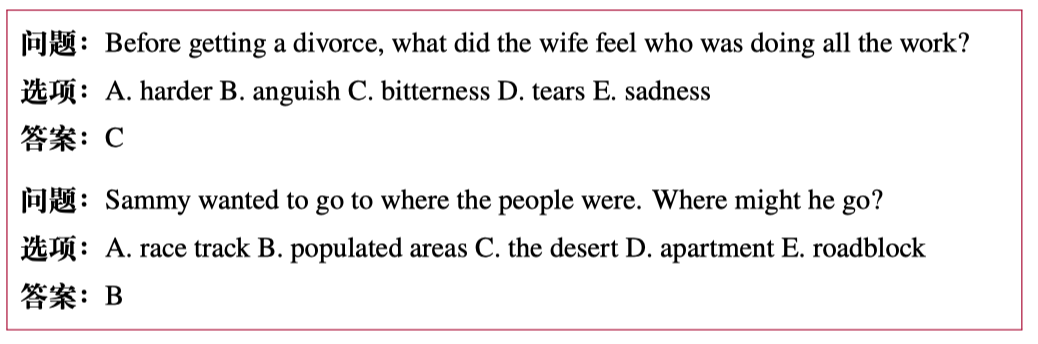 问题：Before getting a divorce, what did the wife feel who was doing all the work?
选项：A. harder B. anguish C. bitterness D. tears E. sadness
答案：C
问题：Sammy wanted to go to where the people were. Where might he go?
选项：A. race track B. populated areas C. the desert D. apartment E. roadblock
答案：B